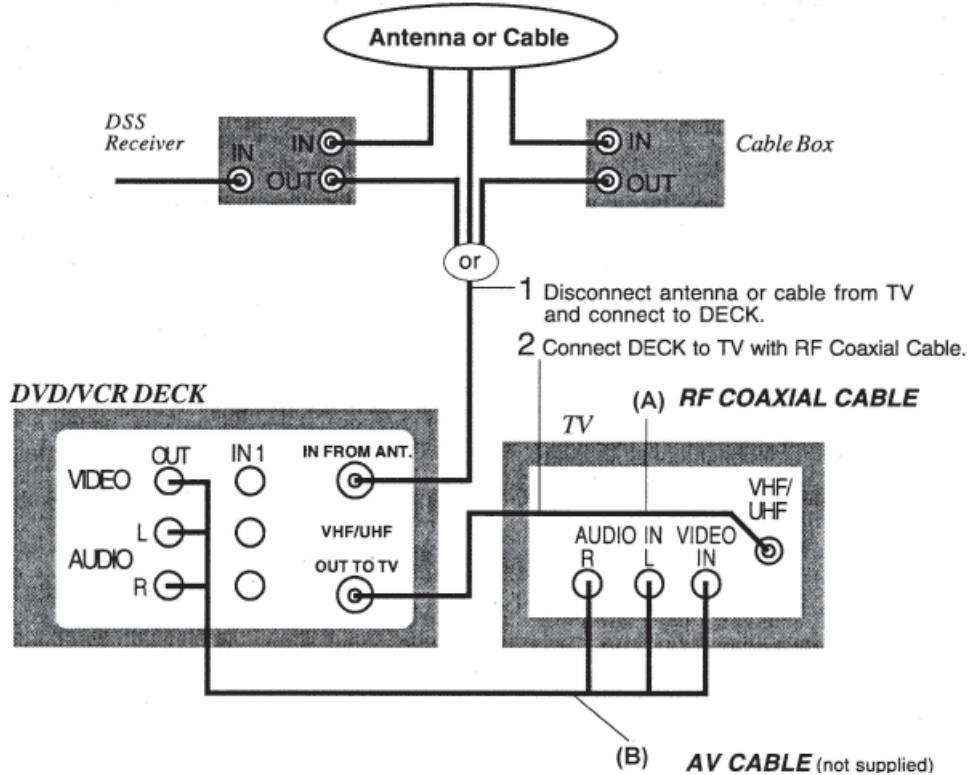 Antenna or Cable
DSS
Receiver
IN
IN
OUT
IN
OUT
Cable Box
or
1 Disconnect antenna or cable from TV
and connect to DECK.
2 Connect DECK to TV with RF Coaxial Cable.
DVD/VCR DECK
(A) RF COAXIAL CABLE
TV
OUT
IN 1
IN FROM ANT.
VIDEO
L
AUDIO
R
VHF/UHF
OUT TO TV
VHF/
UHF
AUDIO IN
R
L
VIDEO
IN
(B) AV CABLE (not supplied)